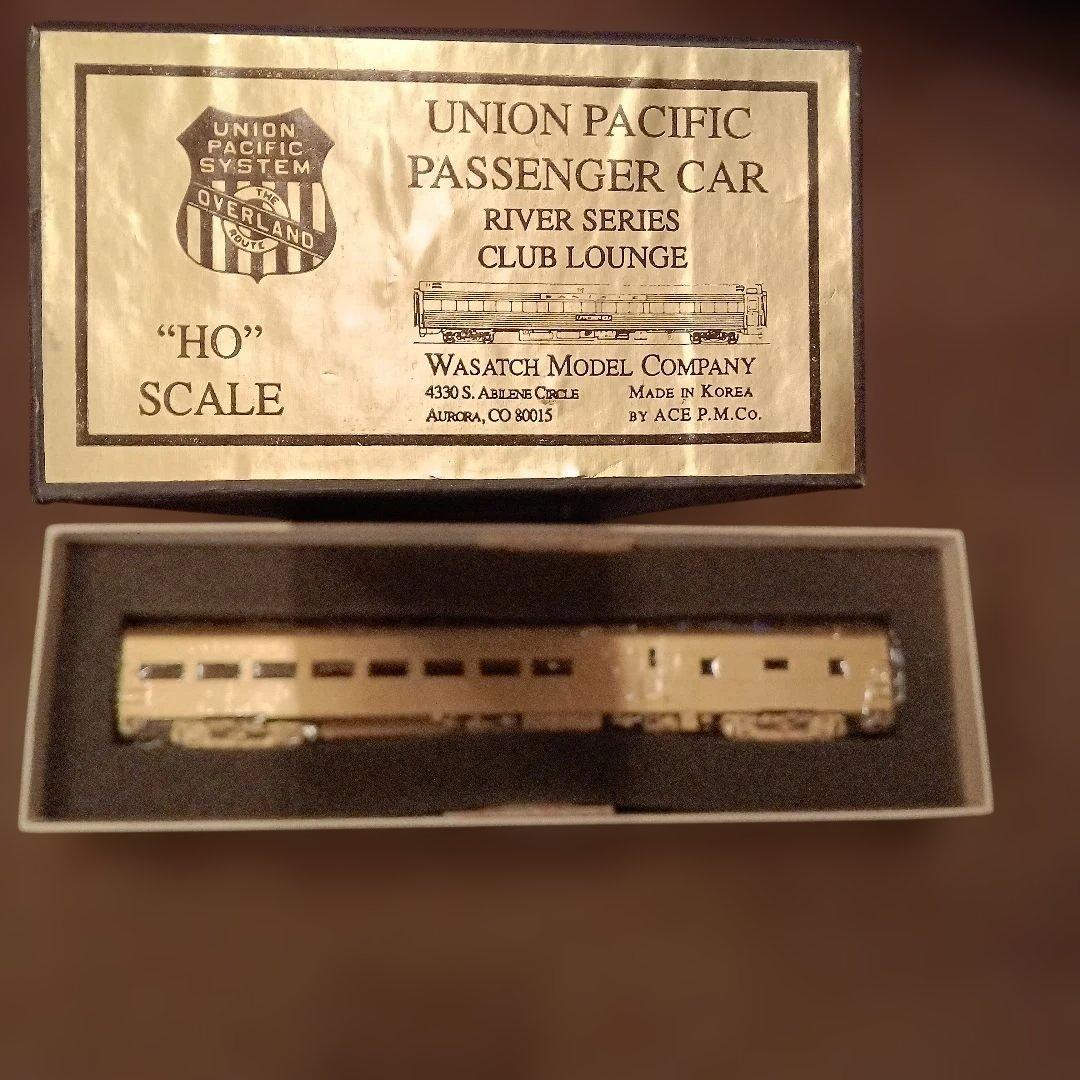 UNION
PACIFIC
SYSTEM
THE
OVERLAND
ROUTE
"HO"
SCALE
UNION PACIFIC
PASSENGER CAR
RIVER SERIES
CLUB LOUNGE
WASATCH MODEL COMPANY
4330 S. ABILENE CIRCLE
AURORA, CO 80015
MADE IN KOREA
BY ACE P.M.CO.